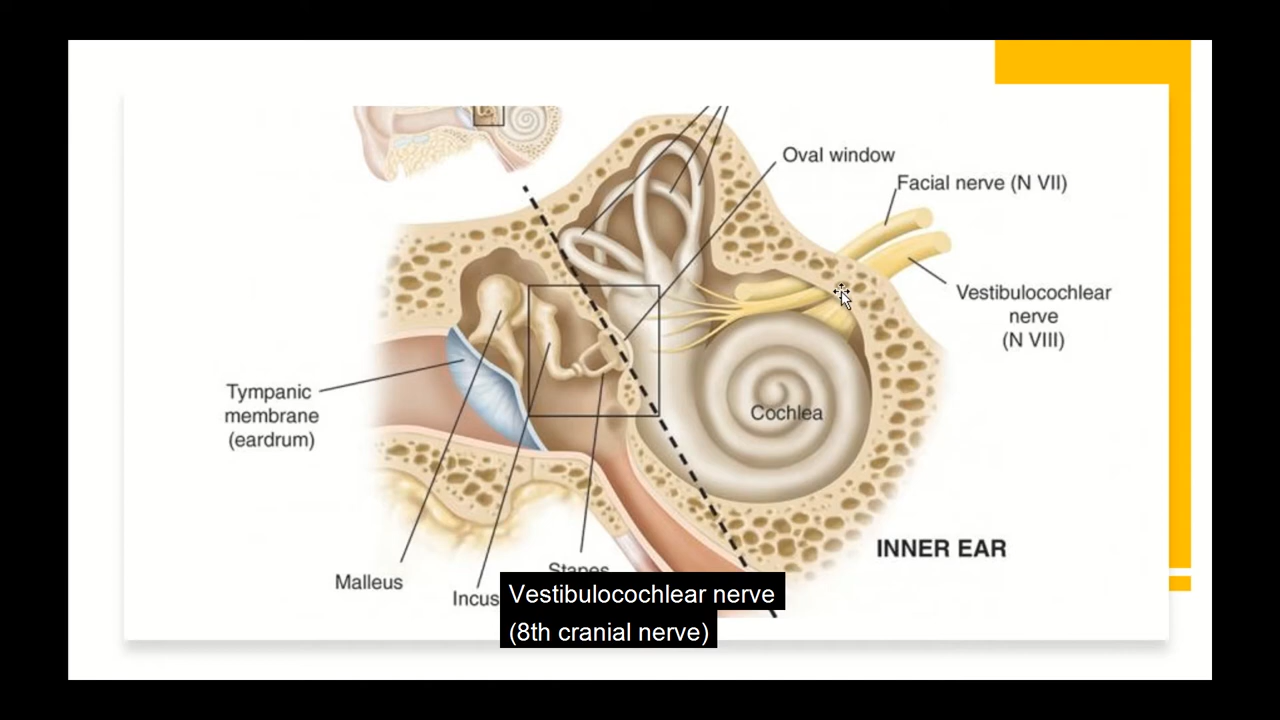 Oval window
Facial nerve (N VII)
Vestibulocochlear
nerve
(N VIII)
Tympanic
membrane
(eardrum)
Cochlea
INNER EAR
Malleus
Incus
Stapes
Vestibulocochlear nerve
(8th cranial nerve)